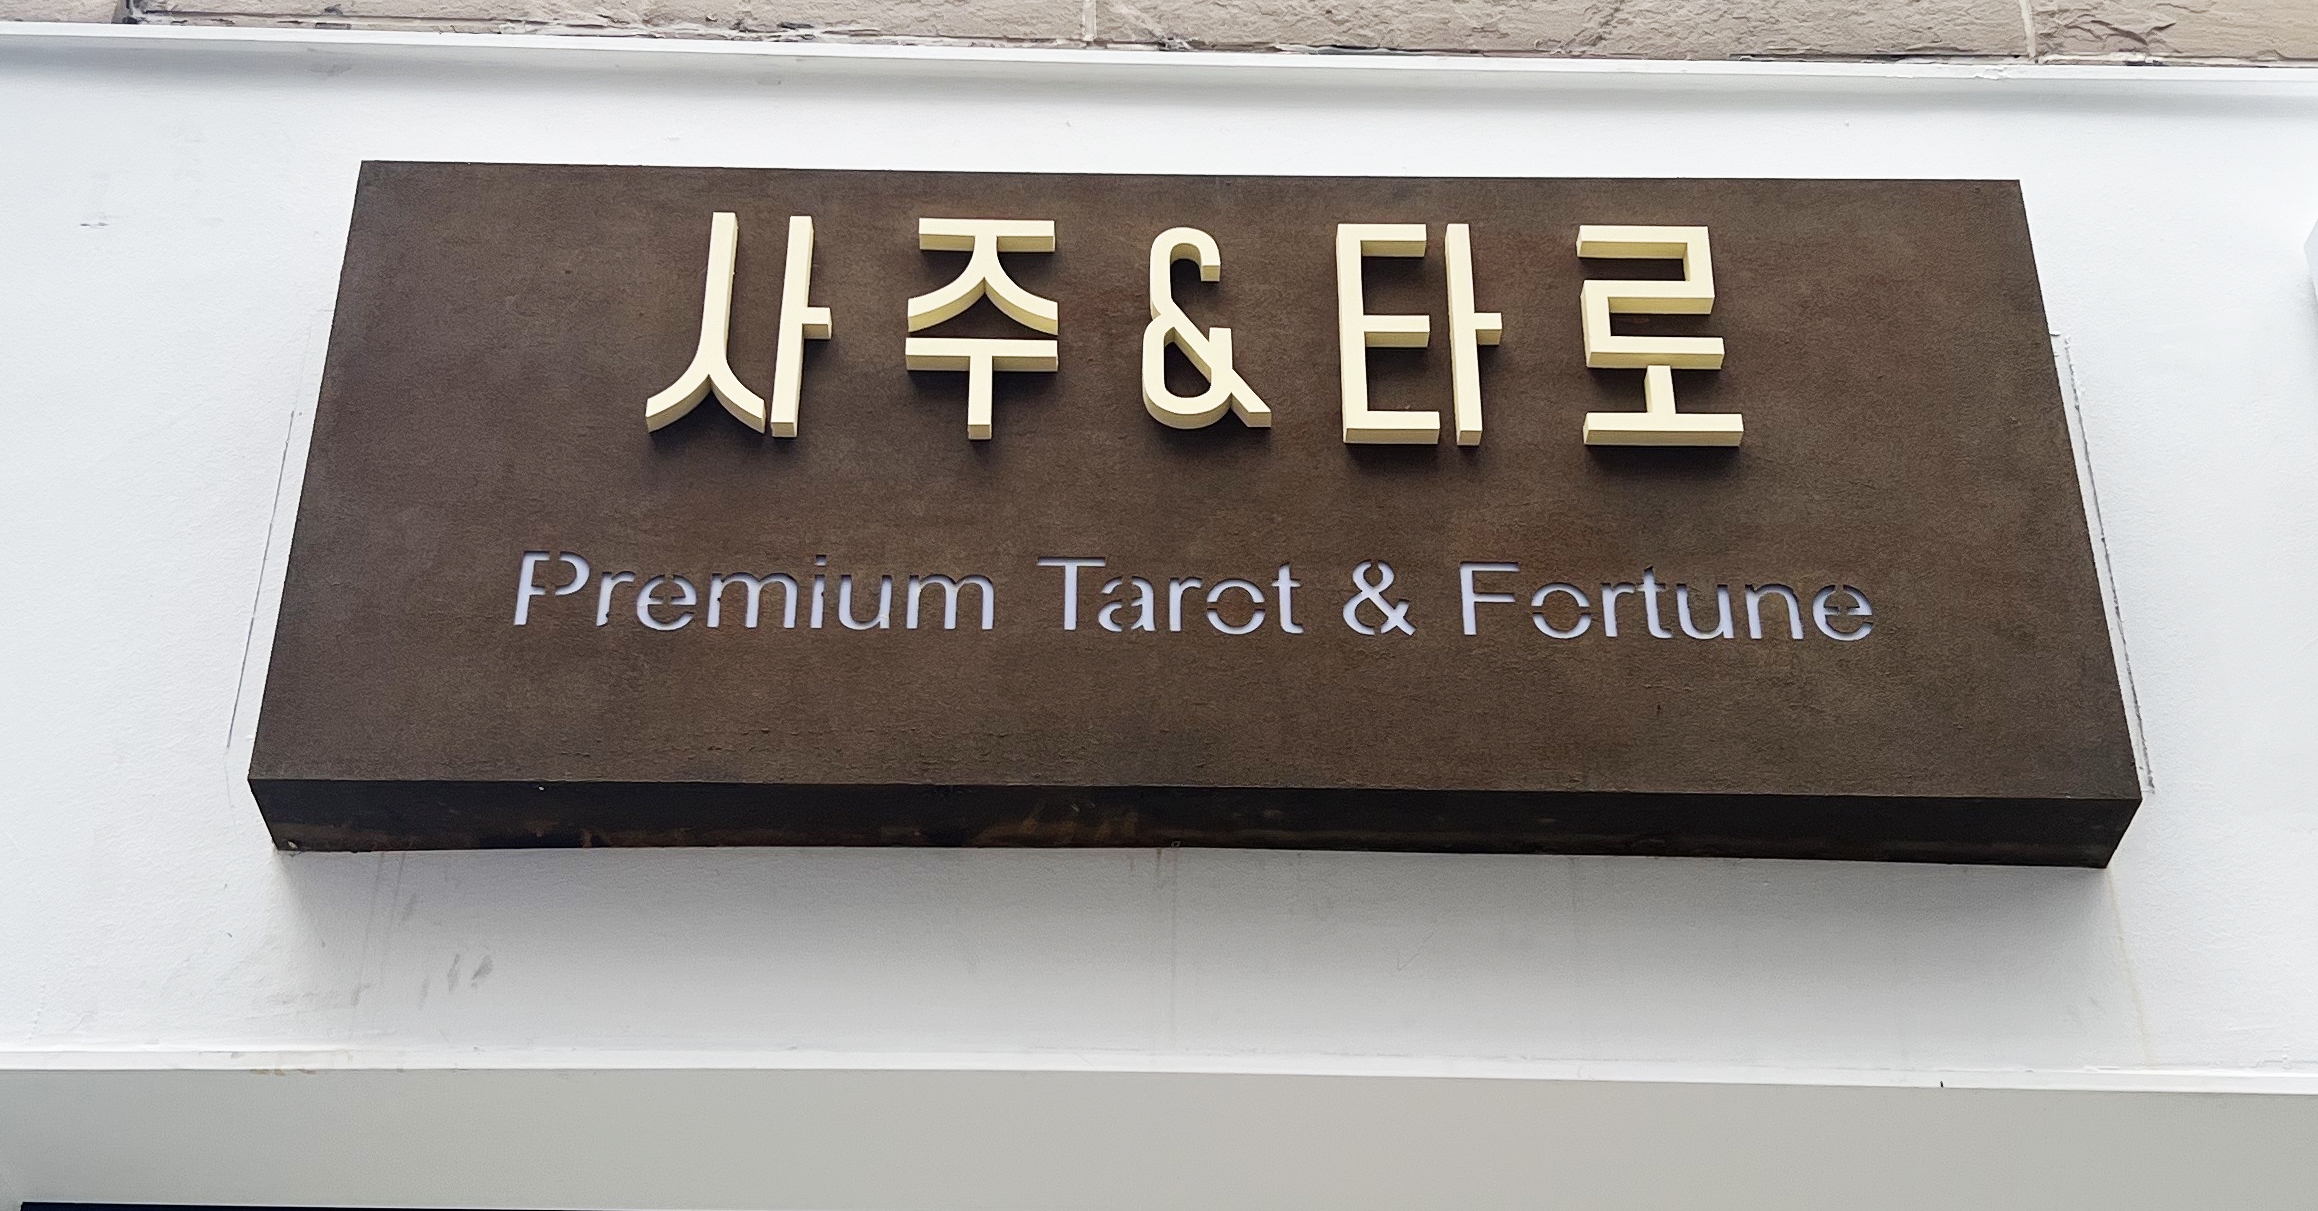 사주&타로
Premium Tarot & Fortune